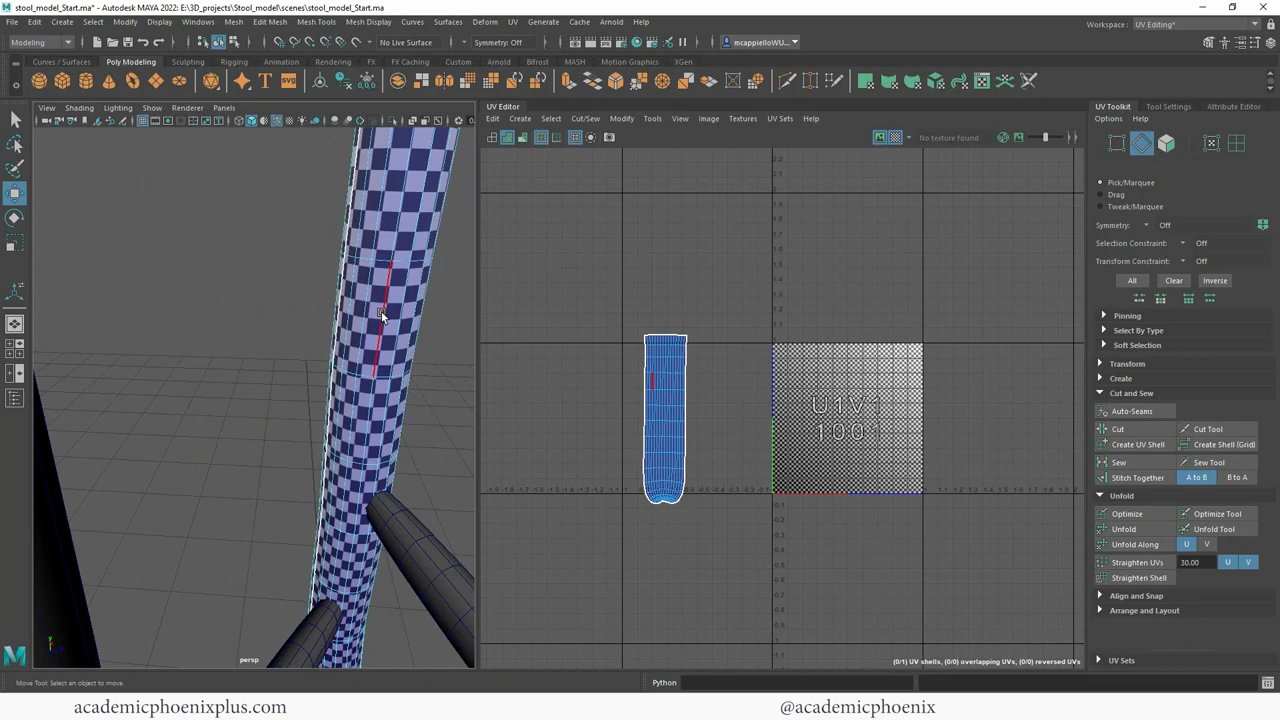 stool_model_Start.ma* - Autodesk MAYA 2022: E:\3D_projects\Stool_model\scenes\stool_model_Start.ma
File Edit Create Select Modify Display Windows Mesh Edit Mesh Mesh Tools Mesh Display Curves Surfaces Deform UV Generate Cache Arnold Help Workspace : UV Editing*
Modeling No Live Surface Symmetry: Off mcappielloWU...
Curves / Surfaces Poly Modeling Sculpting Rigging Animation Rendering FX FX Caching Custom Arnold Bifrost MASH Motion Graphics XGen
View Shading Lighting Show Renderer Panels
persp
UV Editor
Edit Create Select Cut/Sew Modify Tools View Image Textures UV Sets Help
No texture found
U1V1
1001
(0/1) UV shells, (0/0) overlapping UVs, (0/0) reversed UVs
UV Toolkit Tool Settings Attribute Editor
Options Help
Pick/Marquee
Drag
Tweak/Marquee
Symmetry: Off
Selection Constraint: Off
Transform Constraint: Off
All Clear Inverse
Pinning
Select By Type
Soft Selection
Transform
Create
Cut and Sew
Auto-Seams
Cut Cut Tool
Create UV Shell Create Shell (Grid)
Sew Sew Tool
Stitch Together A to B B to A
Unfold
Optimize Optimize Tool
Unfold Unfold Tool
Unfold Along U V
Straighten UVs 30.00 U V
Straighten Shell
Align and Snap
Arrange and Layout
UV Sets
Move Tool: Select an object to move. Python
academicphoenixplus.com @academicphoenix